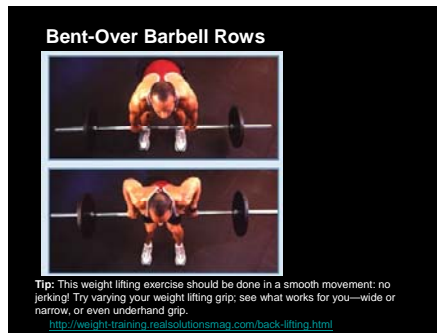 Bent-Over Barbell Rows
Tip: This weight lifting exercise should be done in a smooth movement: no
jerking! Try varying your weight lifting grip; see what works for you—wide or
narrow, or even underhand grip.
http://weight-training.realsolutionsmag.com/back-lifting.html